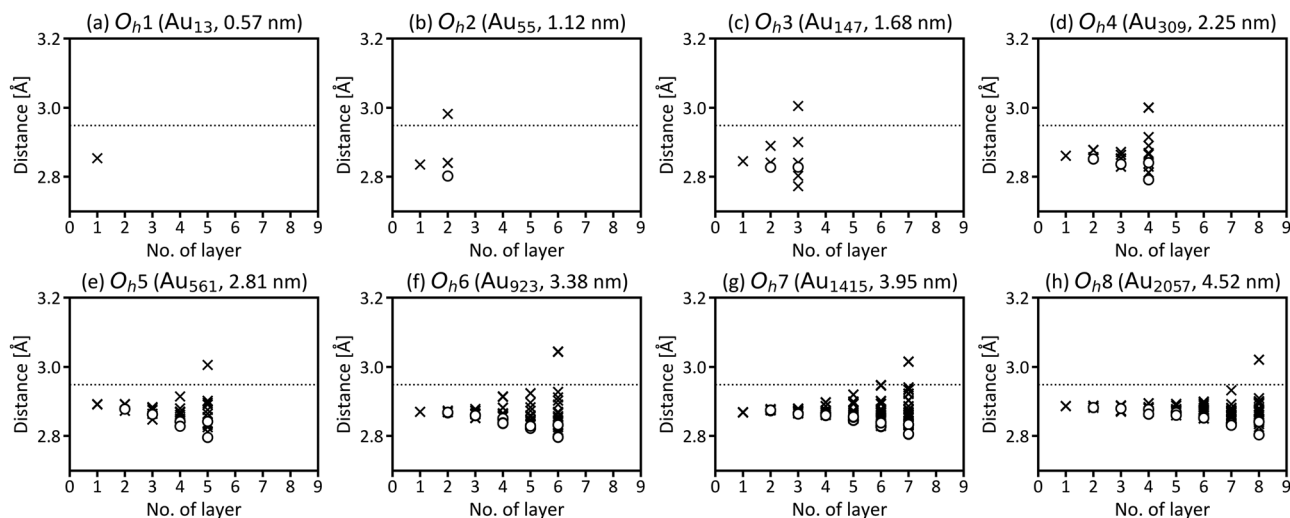 (a) Oh1 (Au13, 0.57 nm)
3.2
3.0
2.8
Distance [Å]
0 1 2 3 4 5 6 7 8 9
No. of layer
(b) Oh2 (Au55, 1.12 nm)
3.2
3.0
2.8
Distance [Å]
0 1 2 3 4 5 6 7 8 9
No. of layer
(c) Oh3 (Au147, 1.68 nm)
3.2
3.0
2.8
Distance [Å]
0 1 2 3 4 5 6 7 8 9
No. of layer
(d) Oh4 (Au309, 2.25 nm)
3.2
3.0
2.8
Distance [Å]
0 1 2 3 4 5 6 7 8 9
No. of layer
(e) Oh5 (Au561, 2.81 nm)
3.2
3.0
2.8
Distance [Å]
0 1 2 3 4 5 6 7 8 9
No. of layer
(f) Oh6 (Au923, 3.38 nm)
3.2
3.0
2.8
Distance [Å]
0 1 2 3 4 5 6 7 8 9
No. of layer
(g) Oh7 (Au1415, 3.95 nm)
3.2
3.0
2.8
Distance [Å]
0 1 2 3 4 5 6 7 8 9
No. of layer
(h) Oh8 (Au2057, 4.52 nm)
3.2
3.0
2.8
Distance [Å]
0 1 2 3 4 5 6 7 8 9
No. of layer